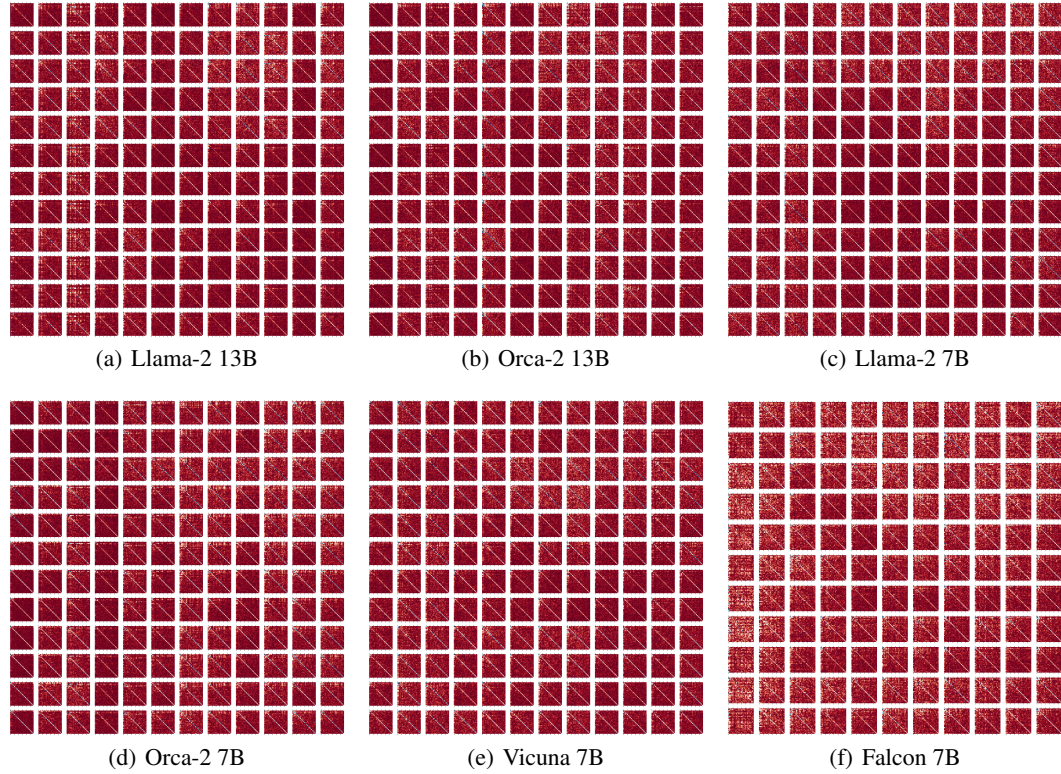 (a) Llama-2 13B
(b) Orca-2 13B
(c) Llama-2 7B
(d) Orca-2 7B
(e) Vicuna 7B
(f) Falcon 7B